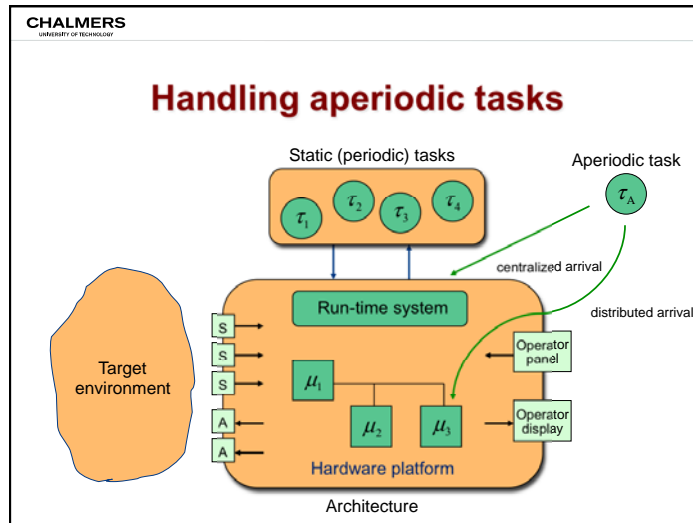 CHALMERS
UNIVERSITY OF TECHNOLOGY
Handling aperiodic tasks
Static (periodic) tasks
Aperiodic task
τ1
τ2
τ3
τ4
τA
centralized arrival
distributed arrival
Run-time system
S
S
S
A
A
Target
environment
μ1
μ2
μ3
Operator
panel
Operator
display
Hardware platform
Architecture